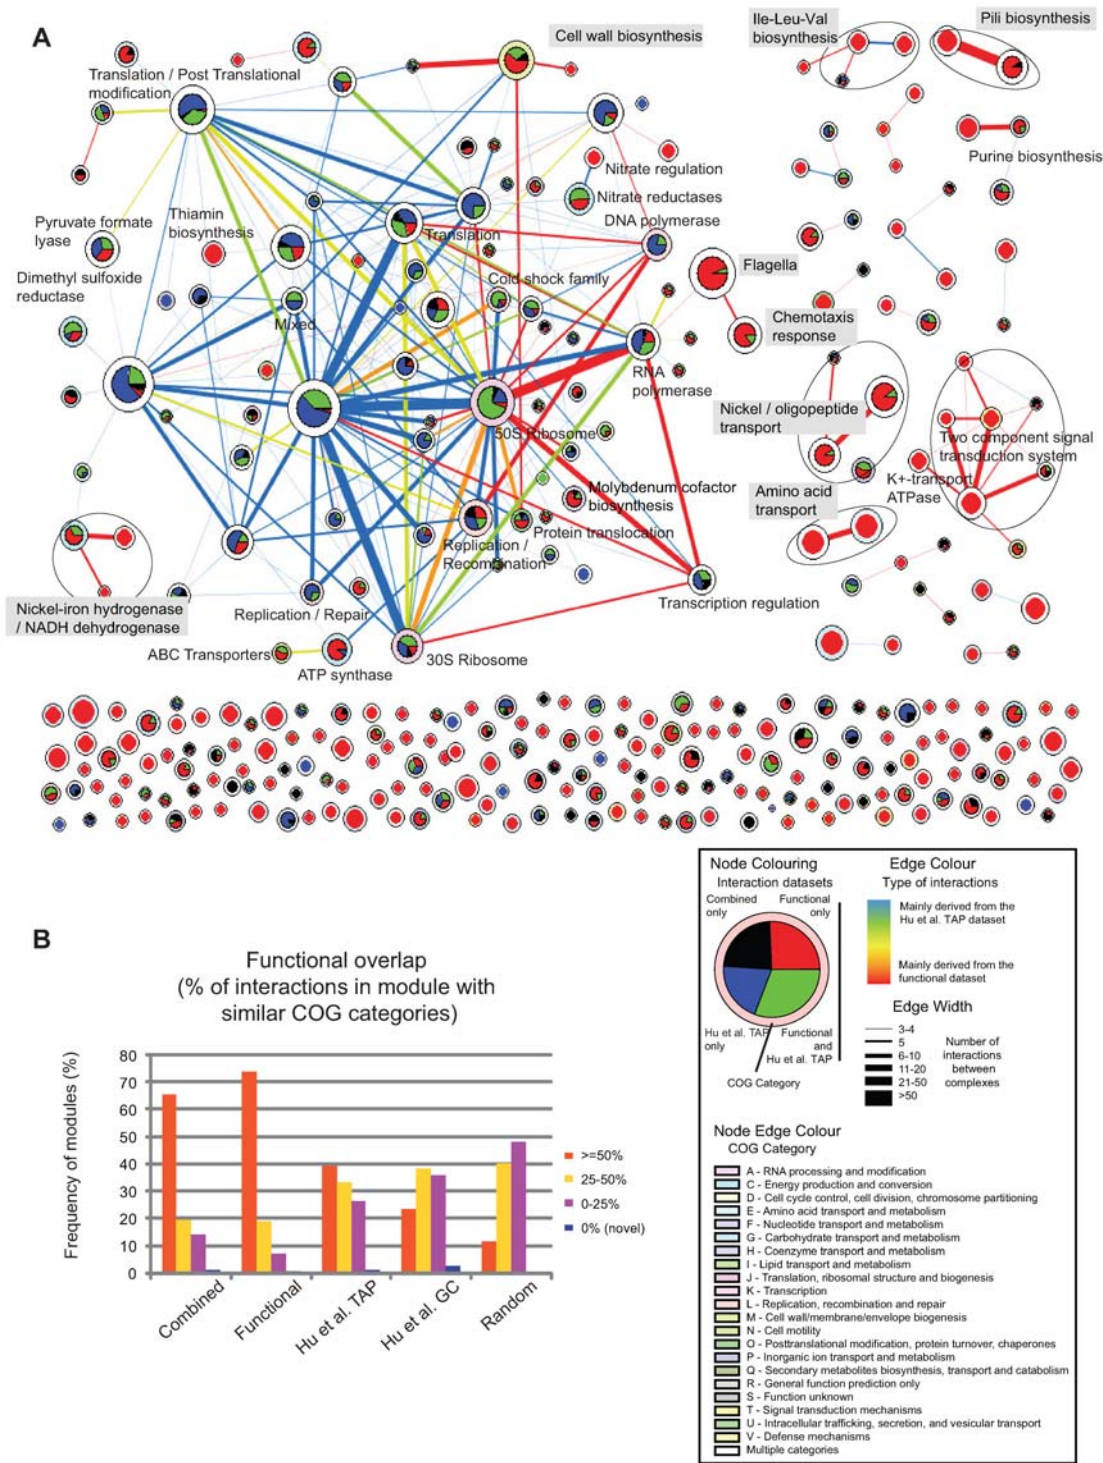 A
Ile-Leu-Val
biosynthesis
Pili biosynthesis
Cell wall biosynthesis
Translation / Post Translational
modification
Purine biosynthesis
Nitrate regulation
Nitrate reductases
Pyruvate formate
lyase
Thiamin
biosynthesis
DNA polymerase
Translation
Dimethyl sulfoxide
reductase
Cold shock family
Flagella
Mixed
Chemotaxis
response
RNA
polymerase
Nickel / oligopeptide
transport
50S Ribosome
Two component signal
transduction system
K+-transport
ATPase
Molybdenum cofactor
biosynthesis
Amino acid
transport
Protein translocation
Replication /
Recombination
Nickel-iron hydrogenase
/ NADH dehydrogenase
Replication / Repair
Transcription regulation
ABC Transporters
ATP synthase
30S Ribosome
B
Functional overlap
(% of interactions in module with
similar COG categories)
Frequency of modules (%)
80
70
60
50
40
30
20
10
0
Combined
Functional
Hu et al. TAP
Hu et al. GC
Random
>=50%
25-50%
0-25%
0% (novel)
Node Colouring
Interaction datasets
Combined
only
Functional
only
Hu et al. TAP
only
Functional
and
Hu et al. TAP
COG Category
Edge Colour
Type of interactions
Mainly derived from the
Hu et al. TAP dataset
Mainly derived from the
functional dataset
Edge Width
3-4
5
6-10
11-20
21-50
>50
Number of
interactions
between
complexes
Node Edge Colour
COG Category
A - RNA processing and modification
C - Energy production and conversion
D - Cell cycle control, cell division, chromosome partitioning
E - Amino acid transport and metabolism
F - Nucleotide transport and metabolism
G - Carbohydrate transport and metabolism
H - Coenzyme transport and metabolism
I - Lipid transport and metabolism
J - Translation, ribosomal structure and biogenesis
K - Transcription
L - Replication, recombination and repair
M - Cell wall/membrane/envelope biogenesis
N - Cell motility
O - Posttranslational modification, protein turnover, chaperones
P - Inorganic ion transport and metabolism
Q - Secondary metabolites biosynthesis, transport and catabolism
R - General function prediction only
S - Function unknown
T - Signal transduction mechanisms
U - Intracellular trafficking, secretion, and vesicular transport
V - Defense mechanisms
Multiple categories